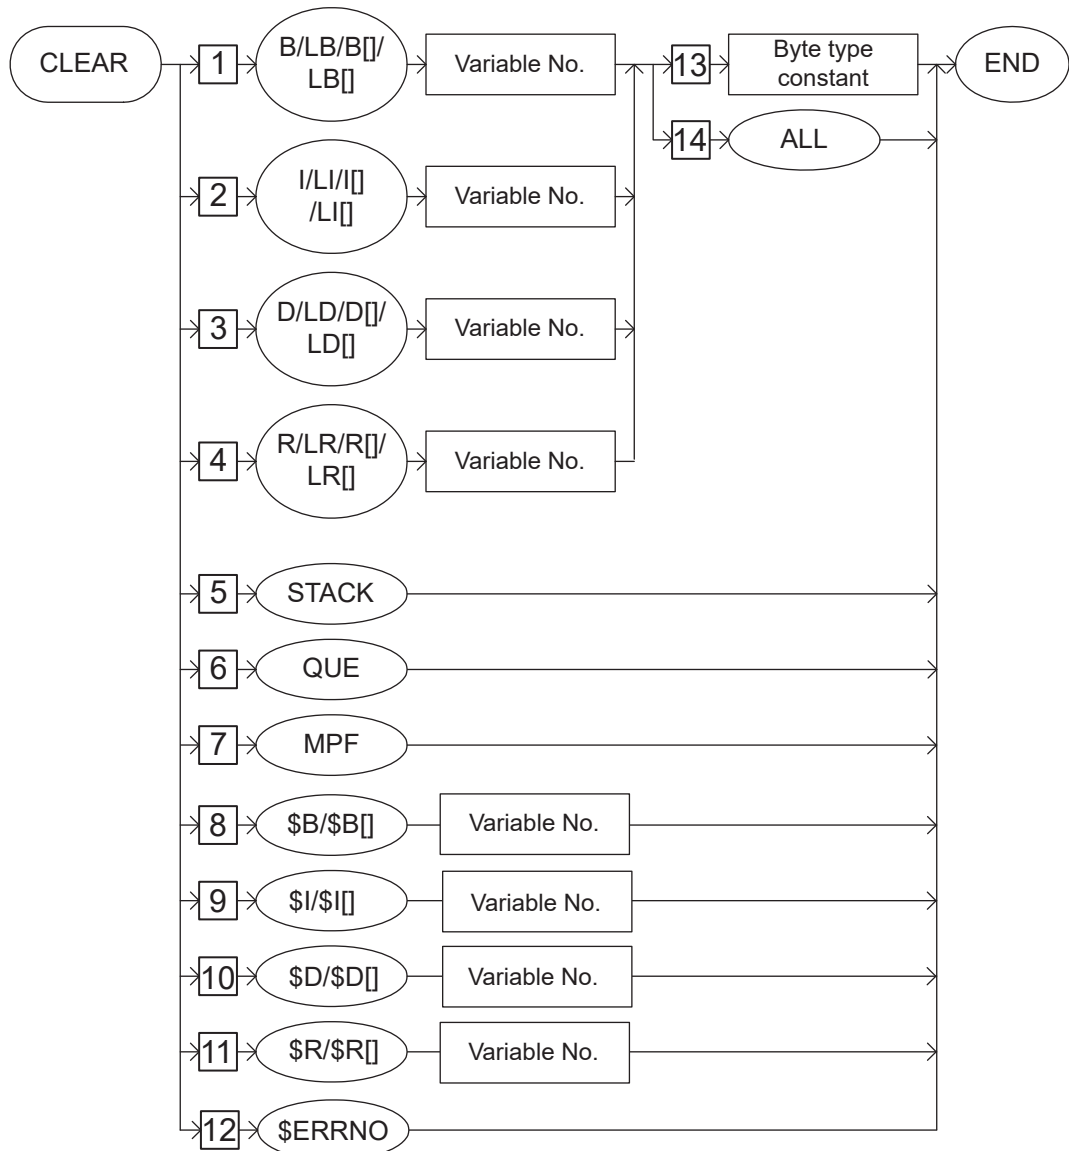 CLEAR
1
B/LB/B[]/
LB[]
Variable No.
13
Byte type
constant
END
14
ALL
2
I/LI/I[]
/LI[]
Variable No.
3
D/LD/D[]/
LD[]
Variable No.
4
R/LR/R[]/
LR[]
Variable No.
5
STACK
6
QUE
7
MPF
8
$B/$B[]
Variable No.
9
$I/$I[]
Variable No.
10
$D/$D[]
Variable No.
11
$R/$R[]
Variable No.
12
$ERRNO